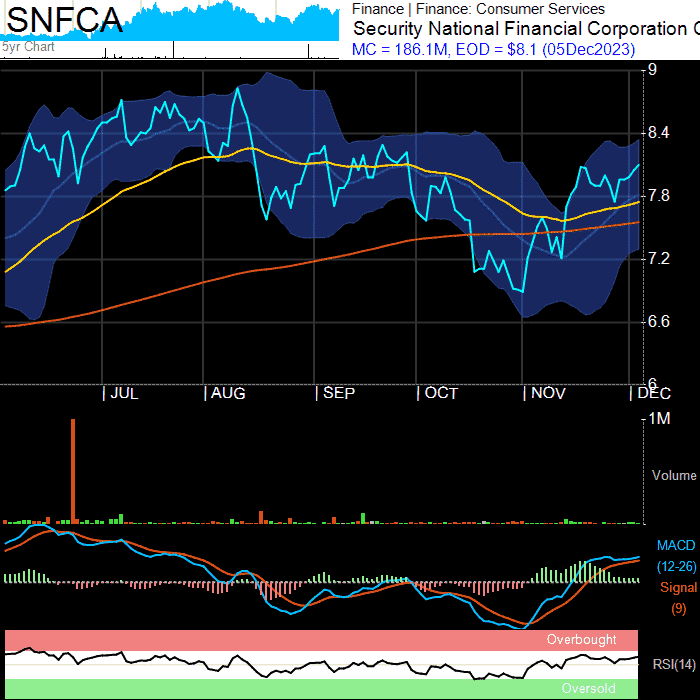 SNFCA
5yr Chart
Finance | Finance: Consumer Services
Security National Financial Corporation C
MC = 186.1M, EOD = $8.1 (05Dec2023)
9
8.4
7.8
7.2
6.6
6
JUL AUG SEP OCT NOV DEC
1M
Volume
MACD
(12-26)
Signal
(9)
Overbought
RSI(14)
Oversold